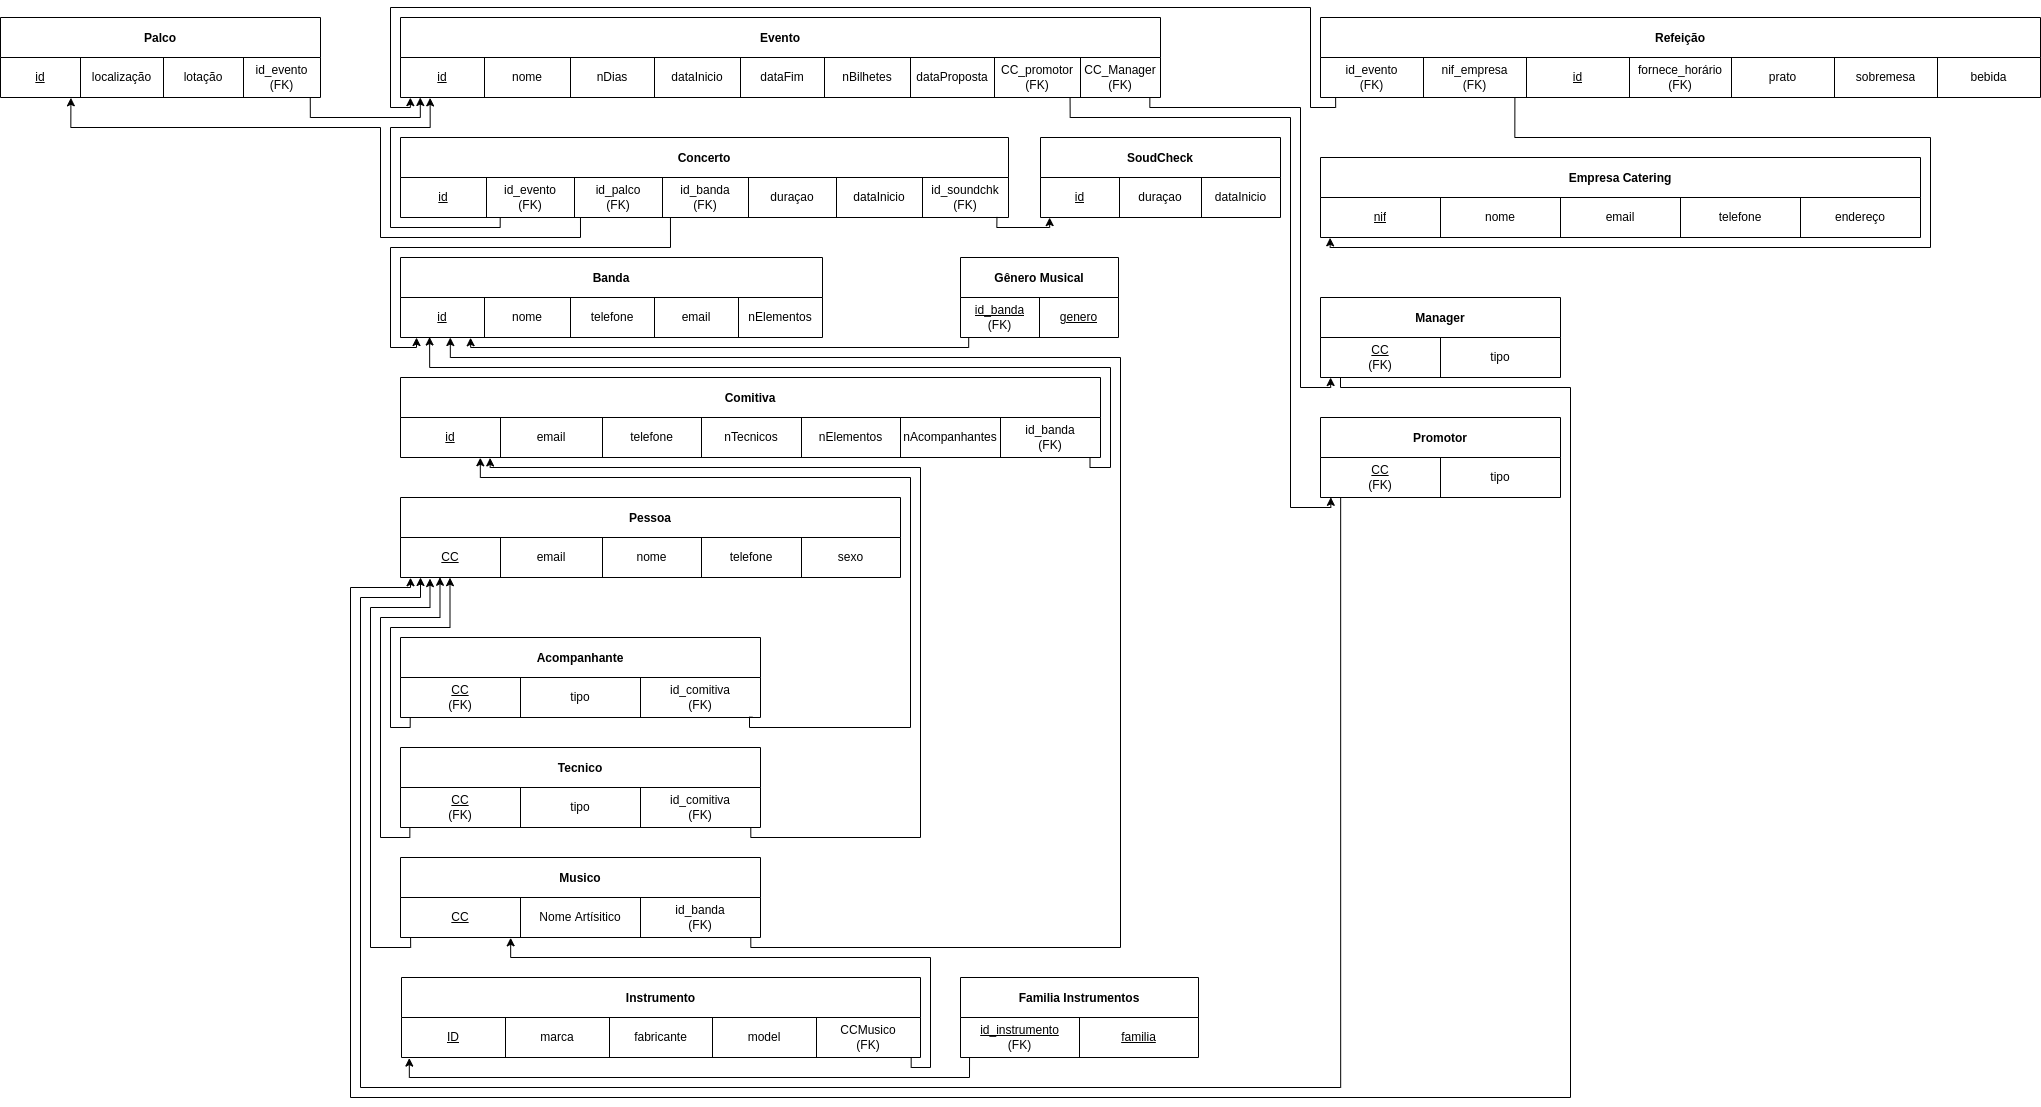 Palco
id
localização
lotação
id_evento
(FK)
Evento
id
nome
nDias
dataInicio
dataFim
nBilhetes
dataProposta
CC_promotor
(FK)
CC_Manager
(FK)
Refeição
id_evento
(FK)
nif_empresa
(FK)
id
fornece_horário
(FK)
prato
sobremesa
bebida
Concerto
id
id_evento
(FK)
id_palco
(FK)
id_banda
(FK)
duraçao
dataInicio
id_soundchk
(FK)
SoudCheck
id
duraçao
dataInicio
Empresa Catering
nif
nome
email
telefone
endereço
Banda
id
nome
telefone
email
nElementos
Gênero Musical
id_banda
(FK)
genero
Manager
CC
(FK)
tipo
Comitiva
id
email
telefone
nTecnicos
nElementos
nAcompanhantes
id_banda
(FK)
Promotor
CC
(FK)
tipo
Pessoa
CC
email
nome
telefone
sexo
Acompanhante
CC
(FK)
tipo
id_comitiva
(FK)
Tecnico
CC
(FK)
tipo
id_comitiva
(FK)
Musico
CC
Nome Artísitico
id_banda
(FK)
Instrumento
ID
marca
fabricante
model
CCMusico
(FK)
Familia Instrumentos
id_instrumento
(FK)
familia